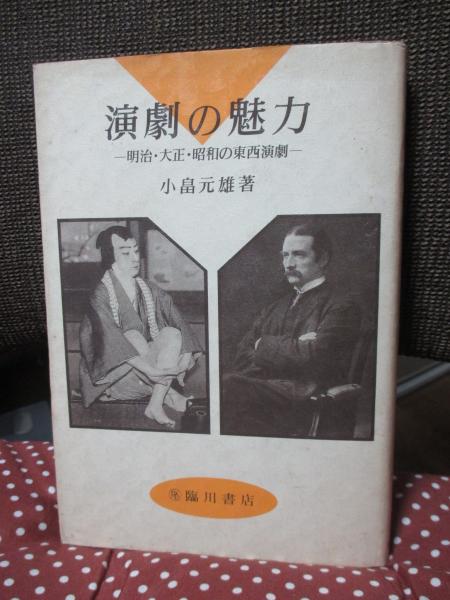 演劇の魅力
―明治・大正・昭和の東西演劇―
小畠元雄著
臨川書店